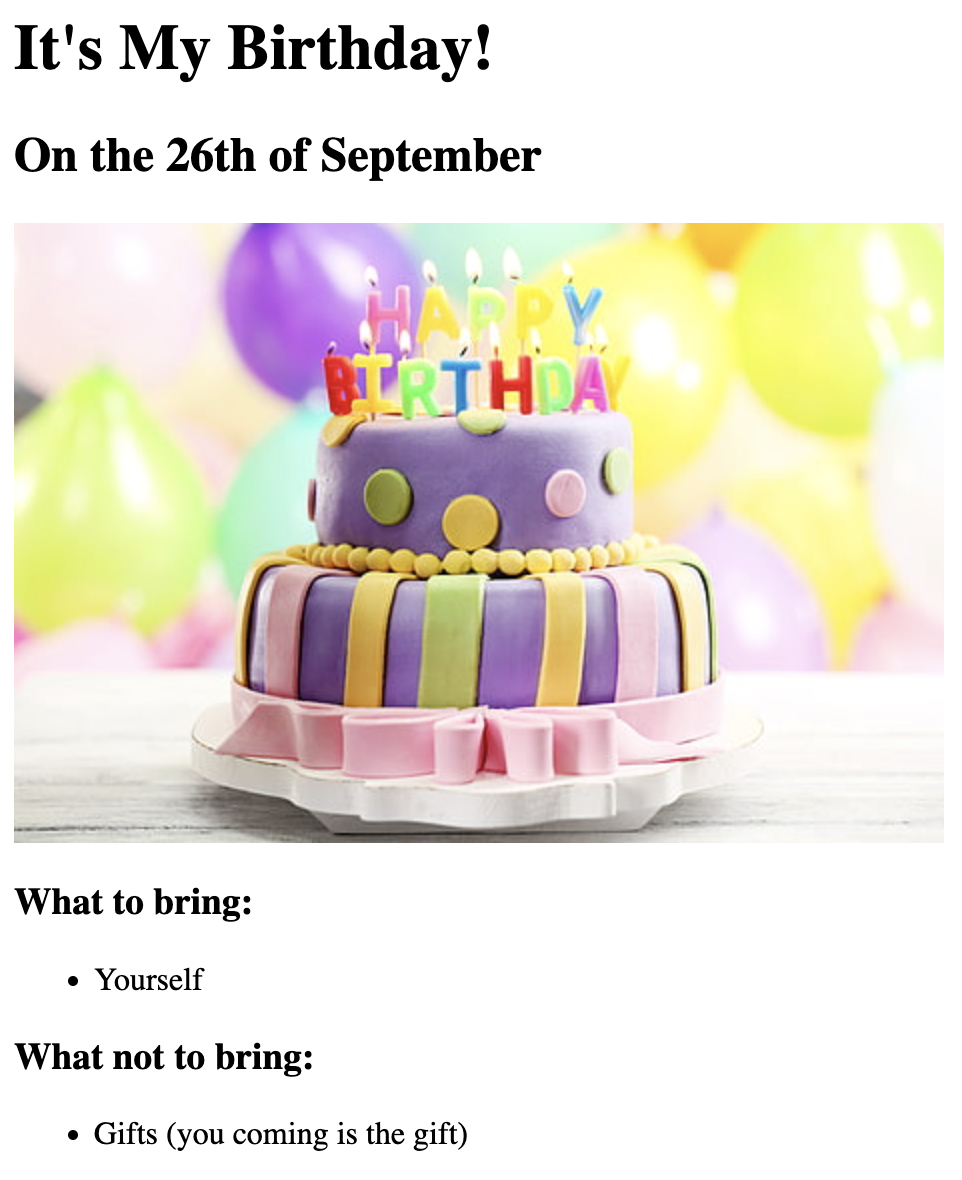 It's My Birthday!
On the 26th of September
HAPPY
BIRTHDAY
What to bring:
Yourself
What not to bring:
Gifts (you coming is the gift)